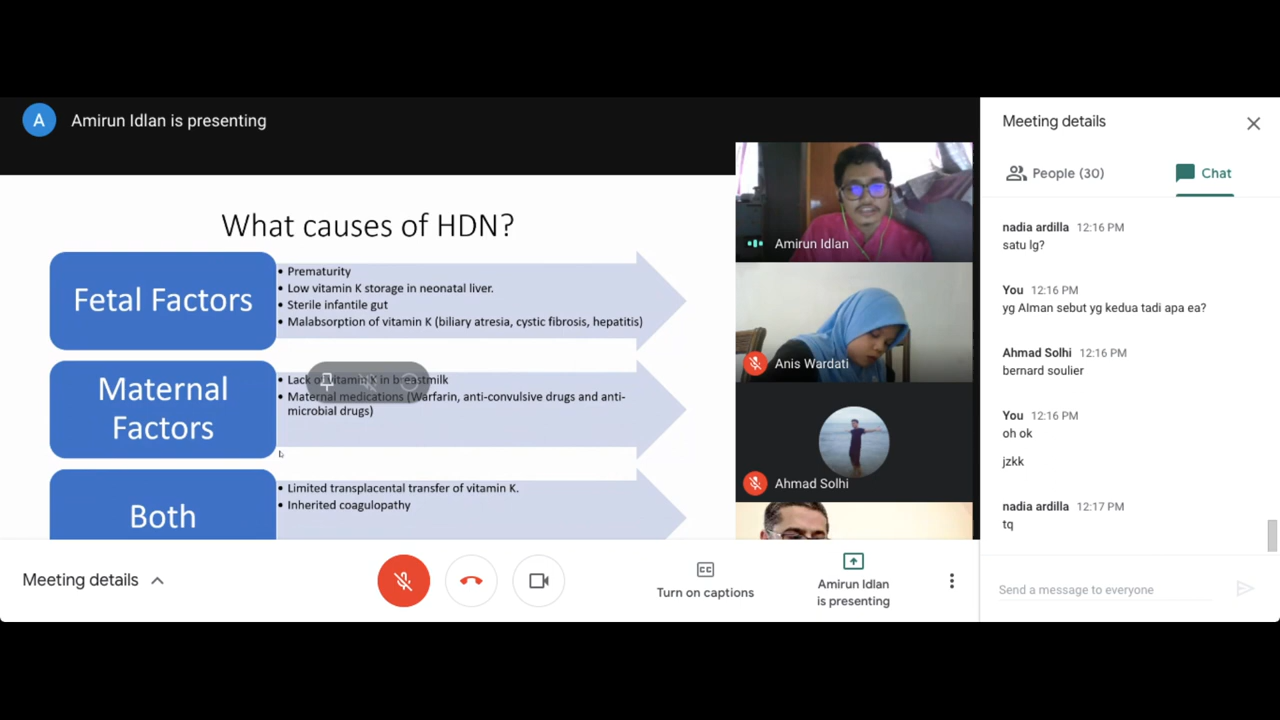 A
Amirun Idlan is presenting
What causes of HDN?
Fetal Factors
• Prematurity
• Low vitamin K storage in neonatal liver.
• Sterile infantile gut
• Malabsorption of vitamin K (biliary atresia, cystic fibrosis, hepatitis)
Maternal
Factors
• Lack of vitamin K in breastmilk
• Maternal medications (Warfarin, anti-convulsive drugs and anti-
microbial drugs)
Both
• Limited transplacental transfer of vitamin K.
• Inherited coagulopathy
Amirun Idlan
Anis Wardati
Ahmad Solhi
Meeting details
People (30)
Chat
nadia ardilla 12:16 PM
satu lg?
You 12:16 PM
yg Alman sebut yg kedua tadi apa ea?
Ahmad Solhi 12:16 PM
bernard soulier
You 12:16 PM
oh ok
jzkk
nadia ardilla 12:17 PM
tq
Send a message to everyone
Meeting details
CC
Turn on captions
Amirun Idlan
is presenting